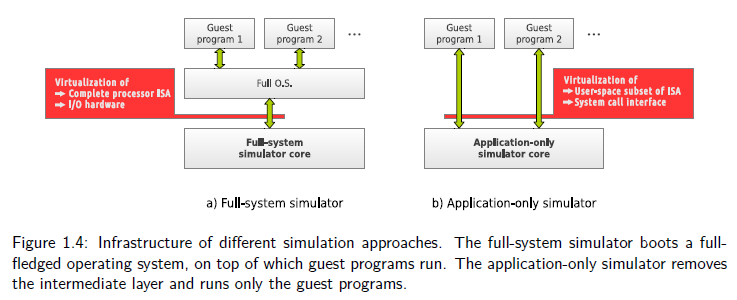 Guest
program 1
Guest
program 2
...
Full O.S.
Virtualization of
➔ Complete processor ISA
➔ I/O hardware
Full-system
simulator core
a) Full-system simulator
Guest
program 1
Guest
program 2
...
Virtualization of
➔ User-space subset of ISA
➔ System call interface
Application-only
simulator core
b) Application-only simulator
Figure 1.4: Infrastructure of different simulation approaches. The full-system simulator boots a full-
fledged operating system, on top of which guest programs run. The application-only simulator removes
the intermediate layer and runs only the guest programs.